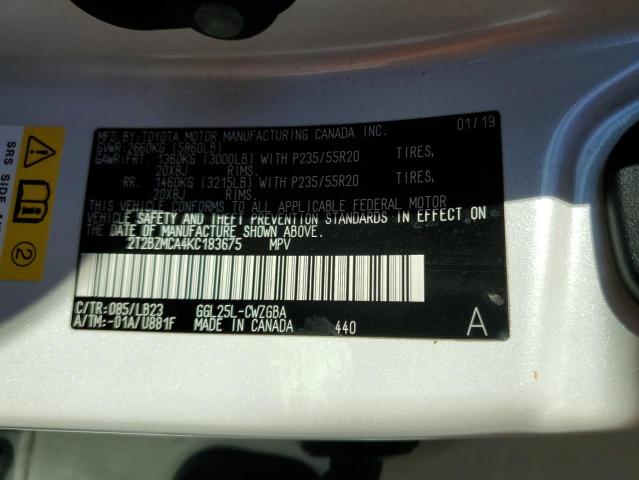 MFD.BY:TOYOTA MOTOR MANUFACTURING CANADA INC. 01/19
GVWR:2660KG (5860LB)
GAWR:FRT. 1360KG (3000LB) WITH P235/55R20 TIRES,
20X8J RIMS.
RR. 1460KG (3215LB) WITH P235/55R20 TIRES,
20X8J RIMS.
THIS VEHICLE CONFORMS TO ALL APPLICABLE FEDERAL MOTOR
VEHICLE SAFETY AND THEFT PREVENTION STANDARDS IN EFFECT ON
THE DATE OF MANUFACTURE SHOWN ABOVE.
2T2BZMCA4KC183675 MPV
C/TR:085/LB23 GGL25L-CWZGBA
A/TM:-01A/U881F MADE IN CANADA 440 A
SRS SIDE
2